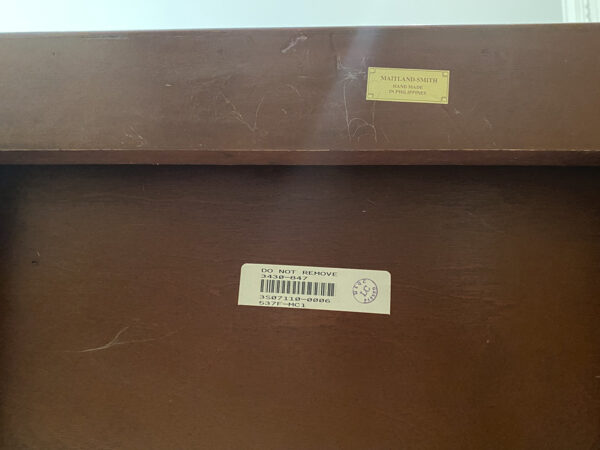 MAITLAND-SMITH
HAND MADE
IN PHILIPPINES
DO NOT REMOVE
3430-847
3S07110-0006
537F-MC1